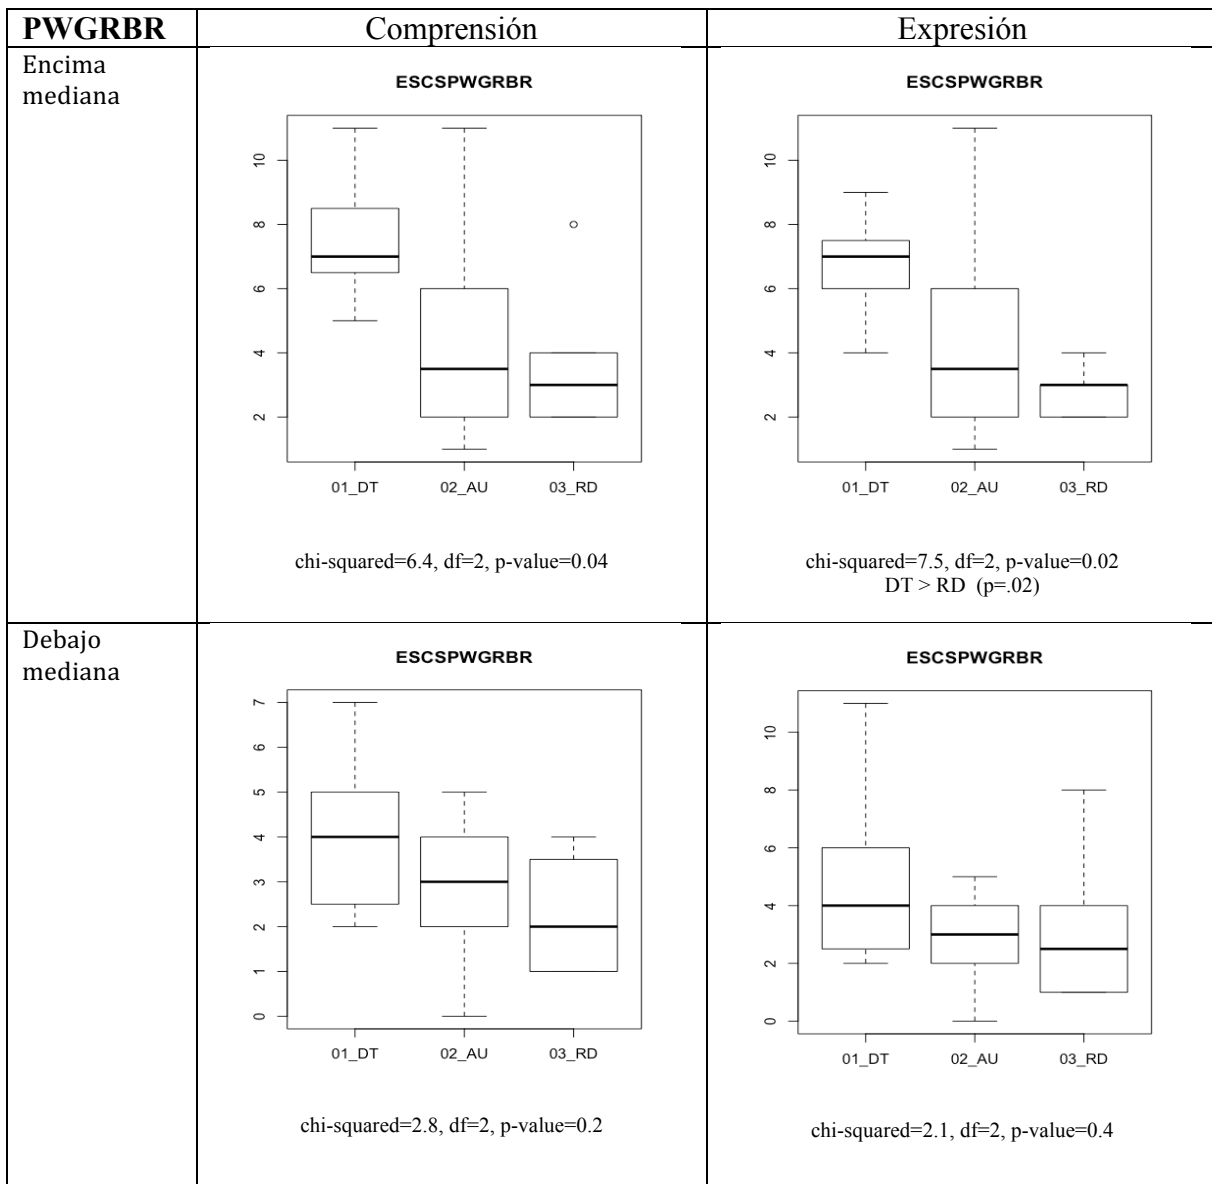 PWGRBR Comprensión Expresión
Encima
mediana
ESCSPWGRBR
10
8
6
4
2
01_DT 02_AU 03_RD
chi-squared=6.4, df=2, p-value=0.04
ESCSPWGRBR
10
8
6
4
2
01_DT 02_AU 03_RD
chi-squared=7.5, df=2, p-value=0.02
DT > RD (p=.02)
Debajo
mediana
ESCSPWGRBR
7
6
5
4
3
2
1
0
01_DT 02_AU 03_RD
chi-squared=2.8, df=2, p-value=0.2
ESCSPWGRBR
10
8
6
4
2
0
01_DT 02_AU 03_RD
chi-squared=2.1, df=2, p-value=0.4